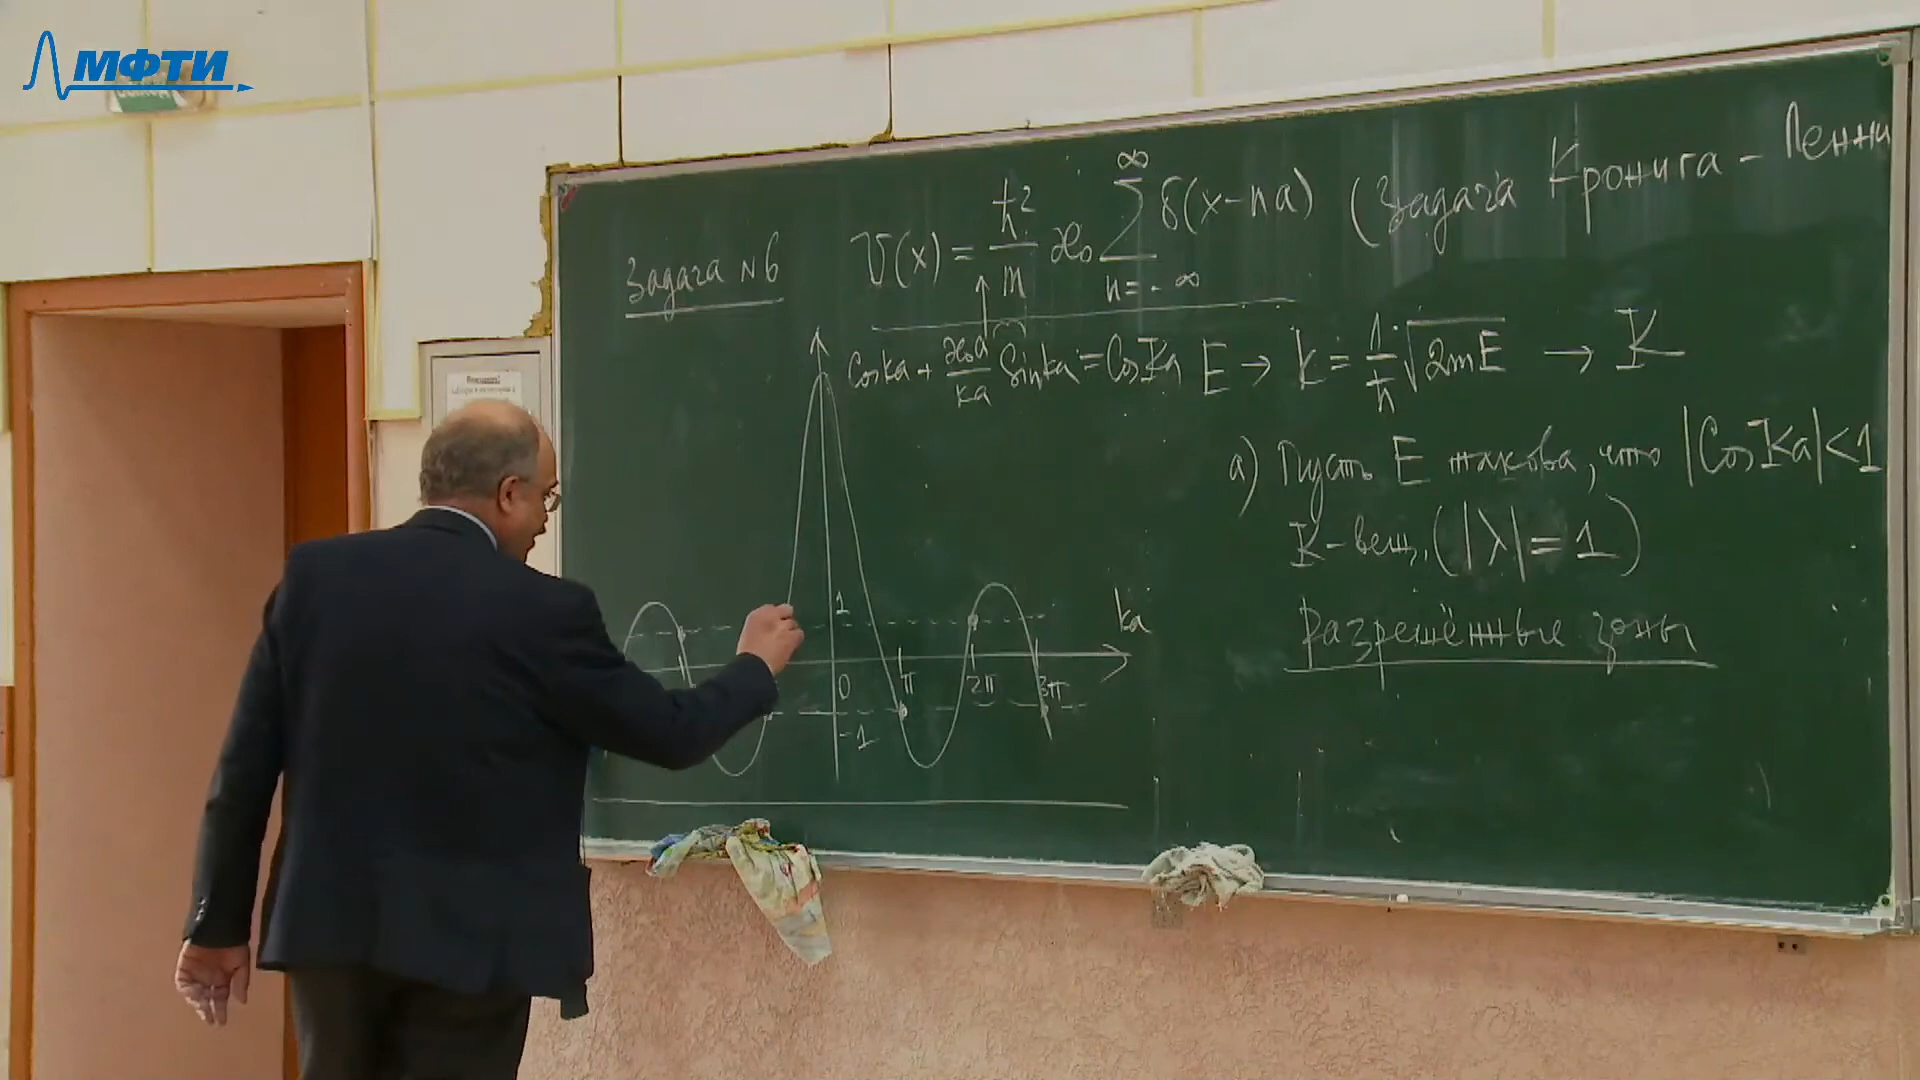 МФТИ
Задача №6
V(x) = ħ²/m æ₀ ∑_{n=-∞}^{∞} δ(x-na) (Задача Кронига - Пенни
cos ka + æ₀a/ka sin ka = Cos Ka E → k = 1/ħ √2mE → K
а) Пусть E такова, что |Cos Ka| < 1
K - вещ. (|λ| = 1)
Разрешённые зоны
1
ka
0 π 2π 3π
-1